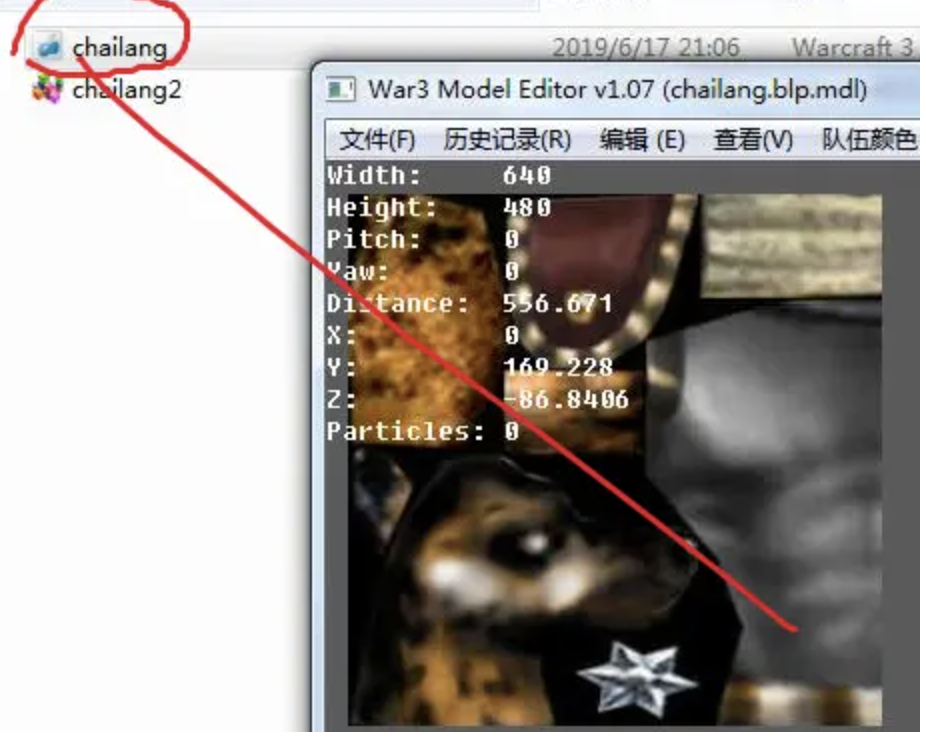 chailang 2019/6/17 21:06 Warcraft 3
chailang2
War3 Model Editor v1.07 (chailang.blp.mdl)
文件(F) 历史记录(R) 编辑 (E) 查看(V) 队伍颜色
Width: 640
Height: 480
Pitch: 0
Yaw: 0
Distance: 556.671
X: 0
Y: 169.228
Z: -86.8406
Particles: 0